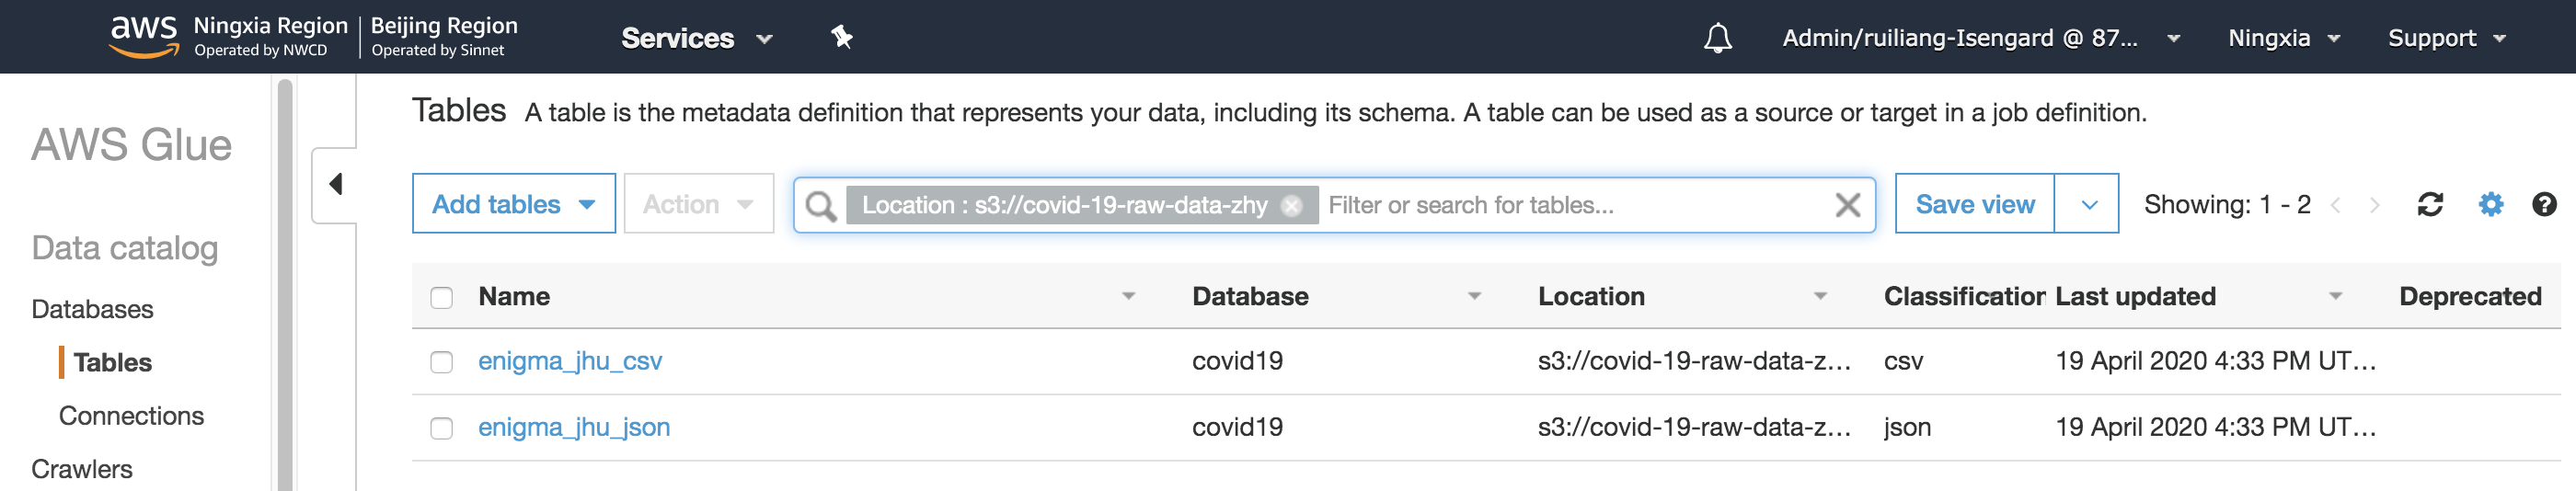 aws Ningxia Region Beijing Region Services Admin/ruiliang-Isengard @ 87... Ningxia Support
Operated by NWCD Operated by Sinnet
AWS Glue
Data catalog
Databases
Tables
Connections
Crawlers
Tables A table is the metadata definition that represents your data, including its schema. A table can be used as a source or target in a job definition.
Add tables Action Location : s3://covid-19-raw-data-zhy Filter or search for tables... Save view Showing: 1 - 2
Name Database Location Classification Last updated Deprecated
enigma_jhu_csv covid19 s3://covid-19-raw-data-z... csv 19 April 2020 4:33 PM UT...
enigma_jhu_json covid19 s3://covid-19-raw-data-z... json 19 April 2020 4:33 PM UT...